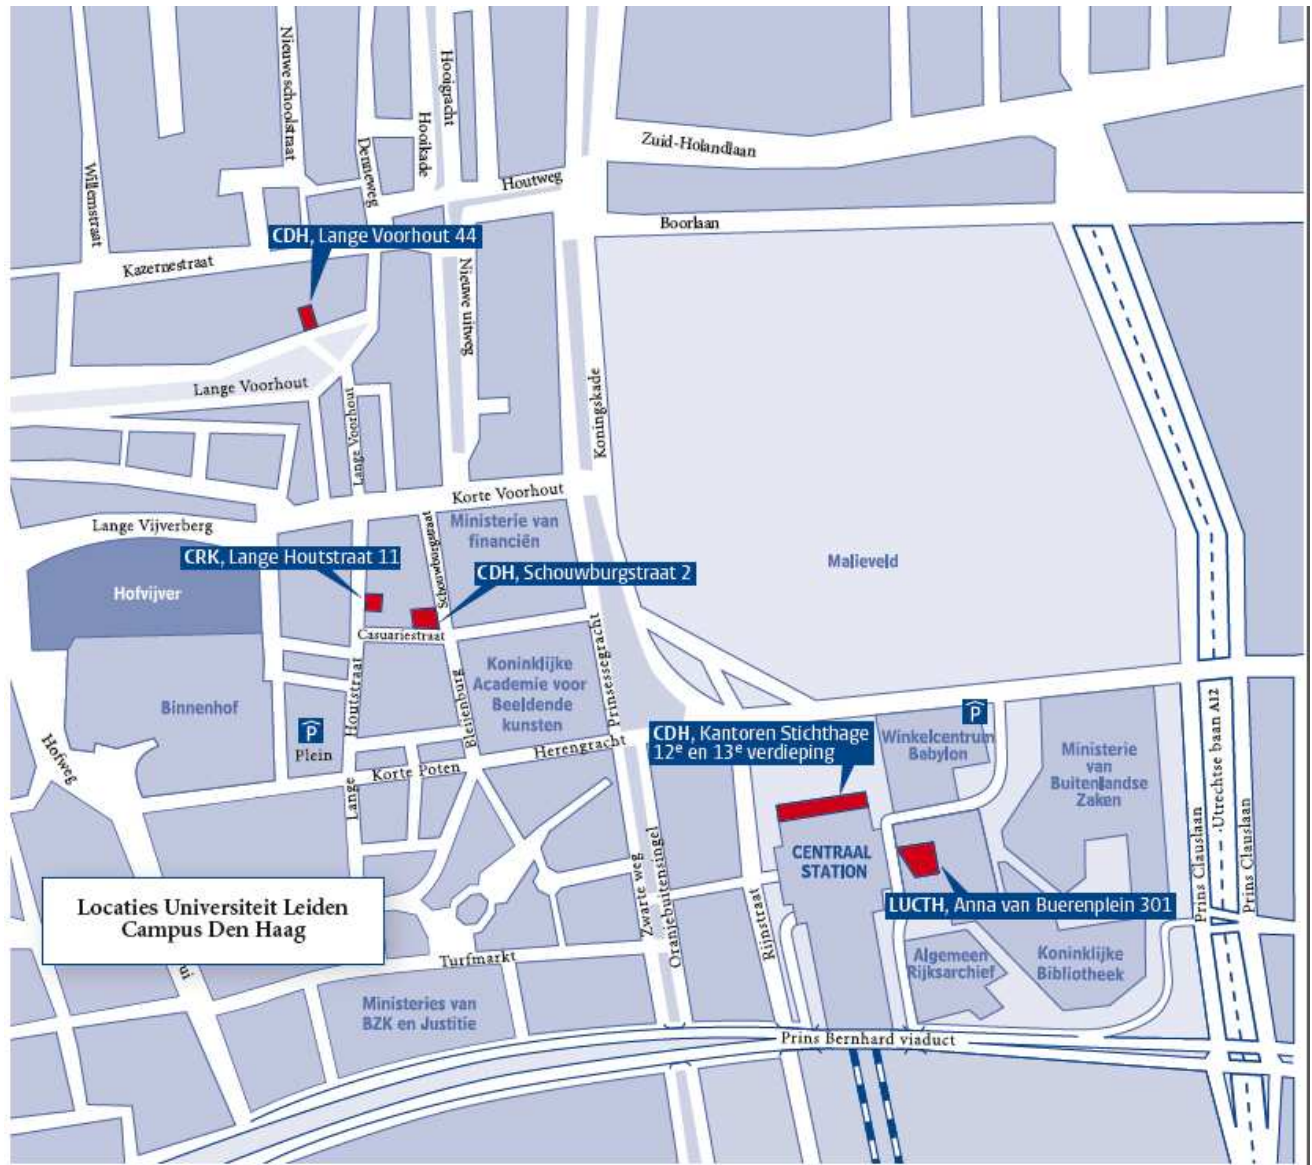 Nieuwe schoolstraat
Hooigracht
Hooikade
Denneweg
Willemstraat
Zuid-Holandlaan
Houtweg
Boorlaan
CDH, Lange Voorhout 44
Kazernestraat
Nieuwe uitweg
Lange Voorhout
Koningskade
Lange Voorhout
Korte Voorhout
Lange Vijverberg
Ministerie van
financiën
Schouwburgstraat
CRK, Lange Houtstraat 11
CDH, Schouwburgstraat 2
Malieveld
Hofvijver
Casuariestraat
Prinsessegracht
Koninklijke
Academie voor
Beeldende
kunsten
Binnenhof
Houtstraat
Bleijenburg
P
Plein
P
Hofweg
Herengracht
CDH, Kantoren Stichthage
12e en 13e verdieping
Winkelcentrum
Babylon
Ministerie
van
Buitenlandse
Zaken
Utrechtse baan A12
Korte Poten
Lange
Prins Clauslaan
Prins Clauslaan
CENTRAAL
STATION
Zwarte weg
Oranjebuitensingel
Rijnstraat
LUCTH, Anna van Buerenplein 301
Locaties Universiteit Leiden
Campus Den Haag
Turfmarkt
Algemeen
Rijksarchief
Koninklijke
Bibliotheek
Ministeries van
BZK en Justitie
Prins Bernhard viaduct